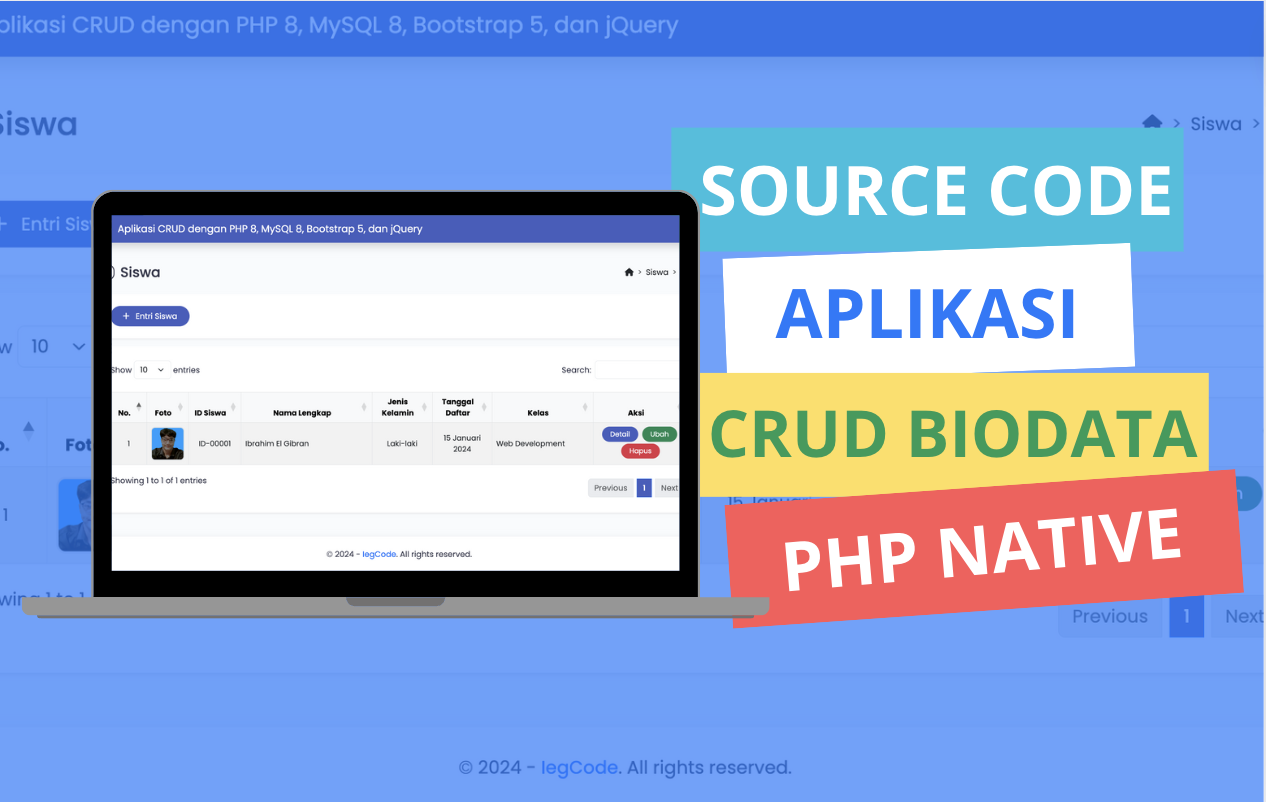 plikasi CRUD dengan PHP 8, MySQL 8, Bootstrap 5, dan jQuery
Siswa
> Siswa >
+ Entri Sis
w 10
o. Fot
1
15 Januari
h
wing 1 to 1
Previous 1 Next
© 2024 - IegCode. All rights reserved.
Aplikasi CRUD dengan PHP 8, MySQL 8, Bootstrap 5, dan jQuery
Siswa
> Siswa >
+ Entri Siswa
Show 10 entries Search:
No. Foto ID Siswa Nama Lengkap Jenis Kelamin Tanggal Daftar Kelas Aksi
1 ID-00001 Ibrahim El Gibran Laki-laki 15 Januari 2024 Web Development Detail Ubah
Hapus
Showing 1 to 1 of 1 entries
Previous 1 Next
© 2024 - IegCode. All rights reserved.
SOURCE CODE
APLIKASI
CRUD BIODATA
PHP NATIVE